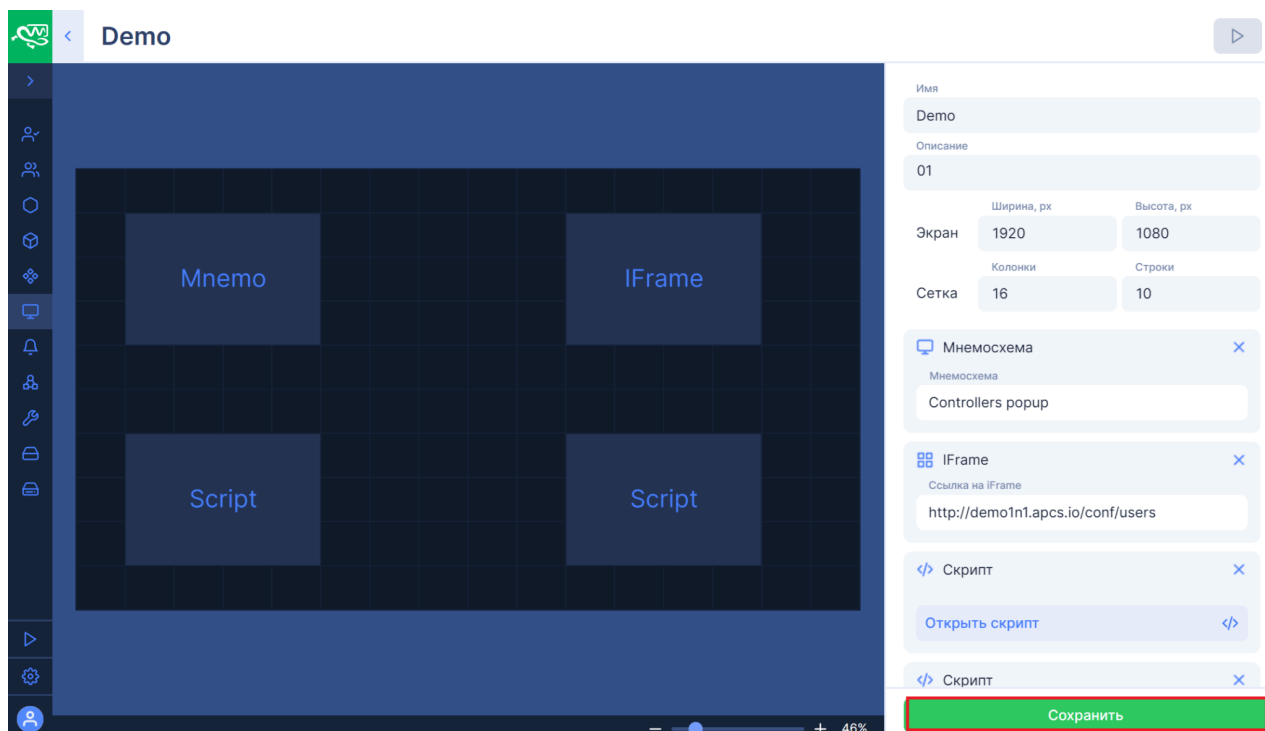 Demo
Имя
Demo
Описание
01
Ширина, px Высота, px
Экран 1920 1080
Колонки Строки
Сетка 16 10
Mnemo IFrame
Script Script
Мнемосхема
Мнемосхема
Controllers popup
IFrame
Ссылка на iFrame
http://demo1n1.apcs.io/conf/users
</> Скрипт
Открыть скрипт </>
</> Скрипт
Сохранить
46%